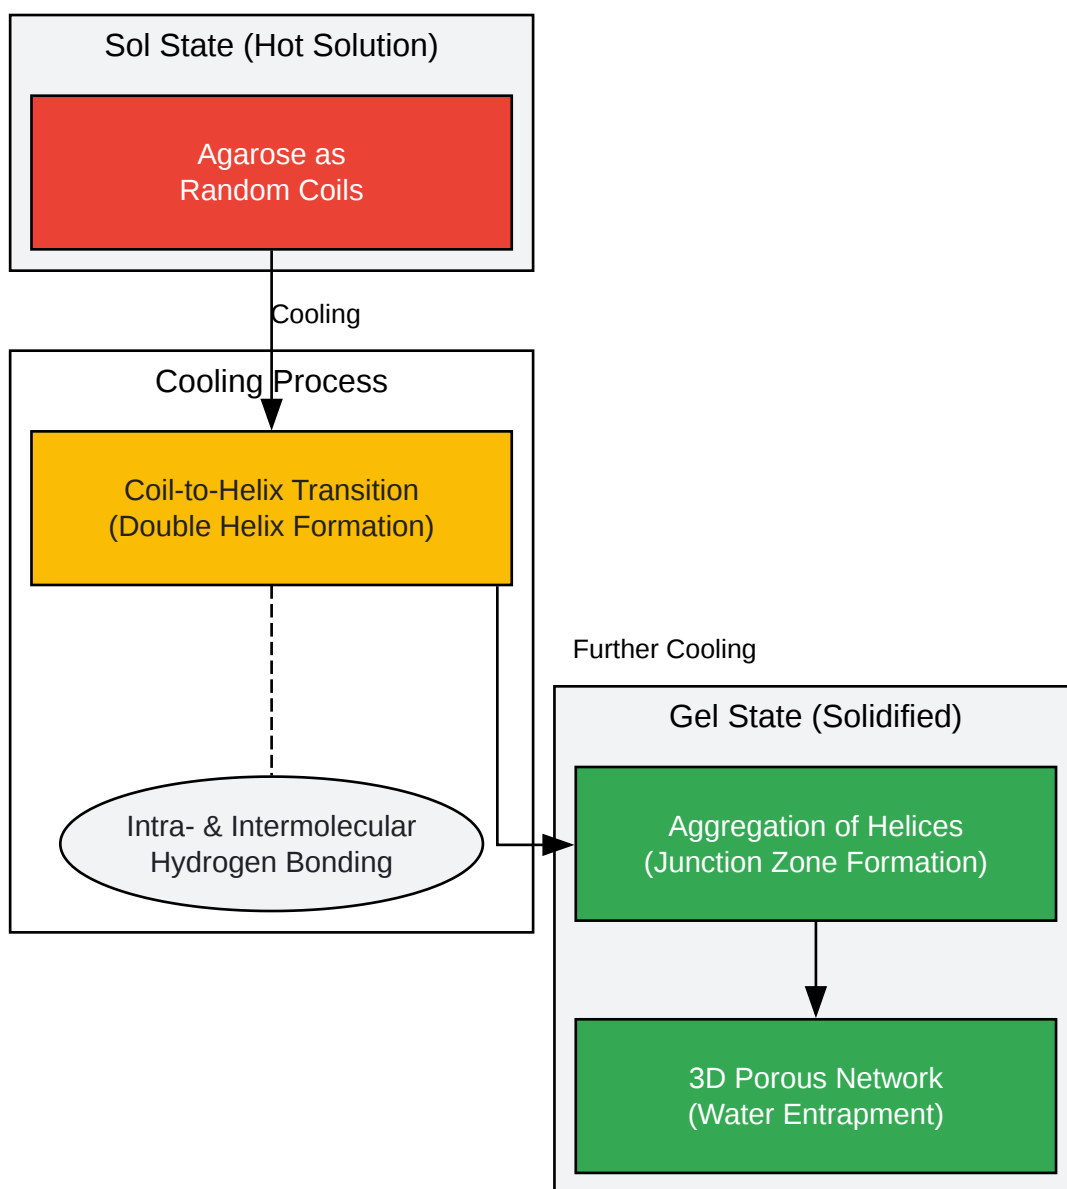 Sol State (Hot Solution)
Agarose as
Random Coils
Cooling
Cooling Process
Coil-to-Helix Transition
(Double Helix Formation)
Intra- & Intermolecular
Hydrogen Bonding
Further Cooling
Gel State (Solidified)
Aggregation of Helices
(Junction Zone Formation)
3D Porous Network
(Water Entrapment)